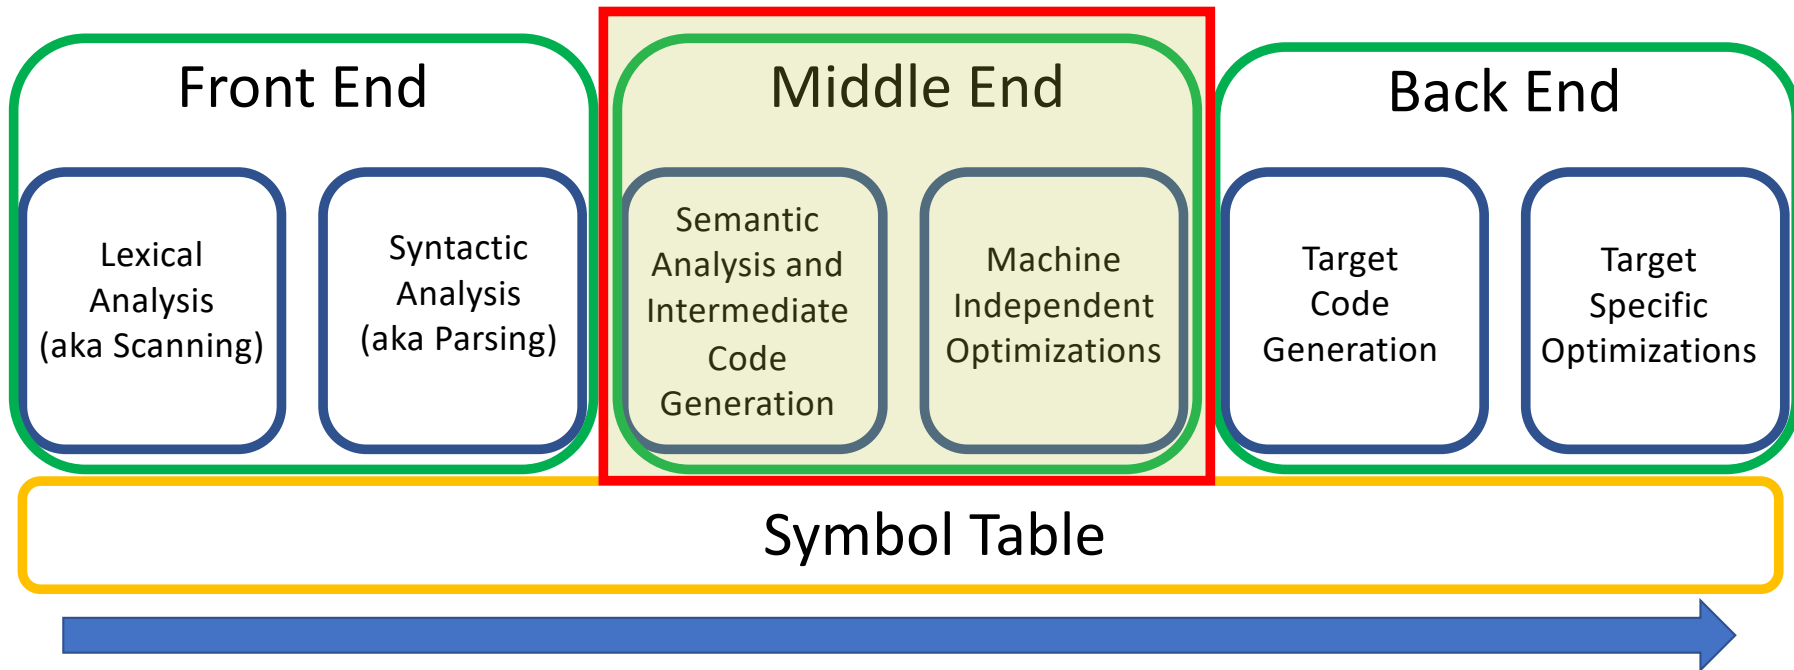 Front End
Lexical
Analysis
(aka Scanning)
Syntactic
Analysis
(aka Parsing)
Middle End
Semantic
Analysis and
Intermediate
Code
Generation
Machine
Independent
Optimizations
Back End
Target
Code
Generation
Target
Specific
Optimizations
Symbol Table